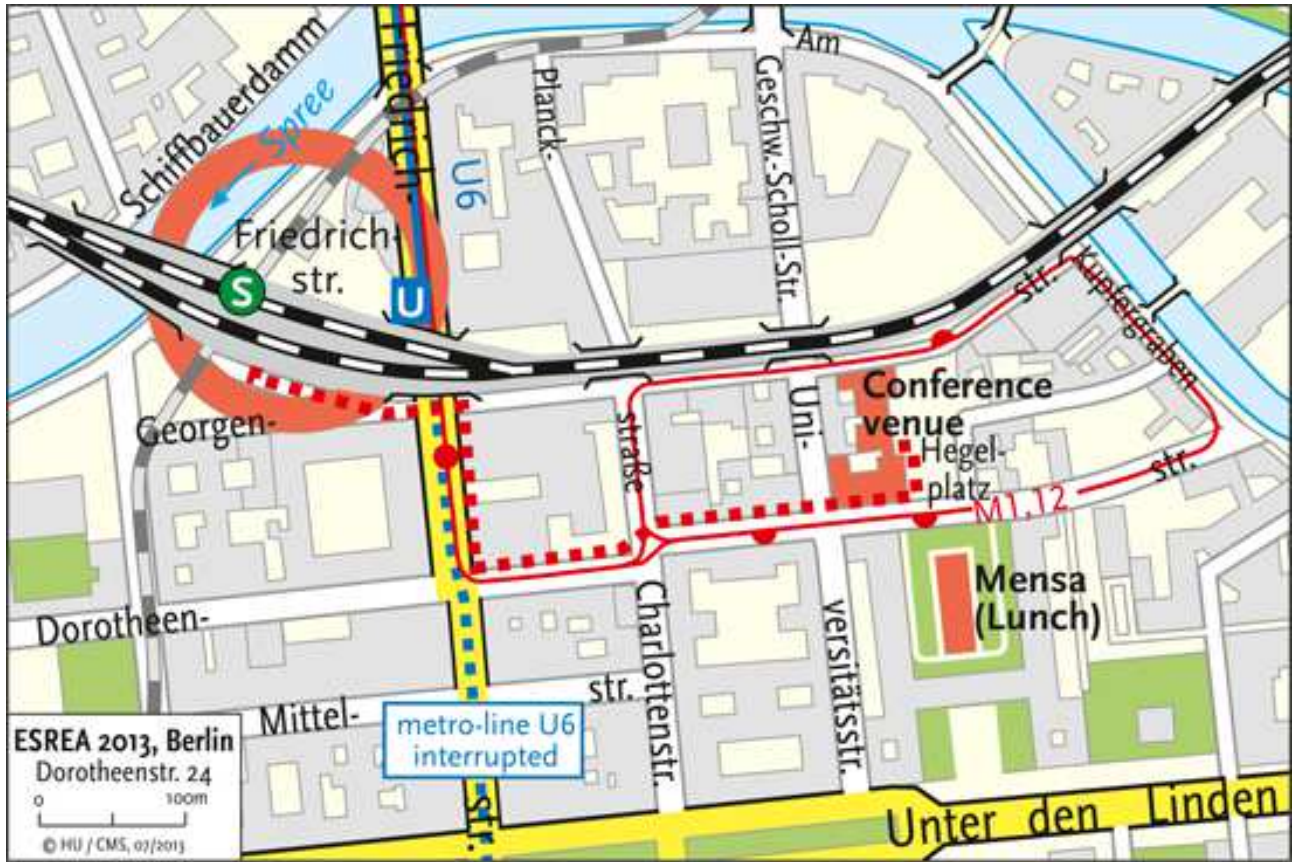 Schiffbauerdamm
Spree
Friedrich-
U6
Planck-
Geschw.-Scholl-Str.
Am
Friedrich-
str.
S
U
str.
Kupfergraben
Georgen-
straße
Uni-
Conference
venue
Hegel-
platz
str.
M1,12
Dorotheen-
Charlottenstr.
versitätsstr.
Mensa
(Lunch)
Mittel-
str.
metro-line U6
interrupted
Str.
Unter den Linden
ESREA 2013, Berlin
Dorotheenstr. 24
0 100m
© HU / CMS, 07/2013